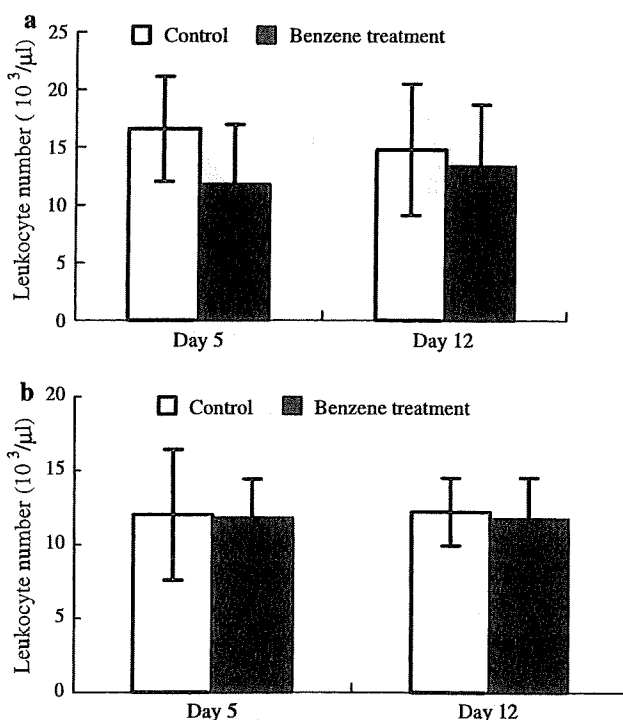 a
Control Benzene treatment
Leukocyte number ( 10³/µl)
25
20
15
10
5
0
Day 5 Day 12
b
Control Benzene treatment
Leukocyte number (10³/µl)
20
15
10
5
0
Day 5 Day 12